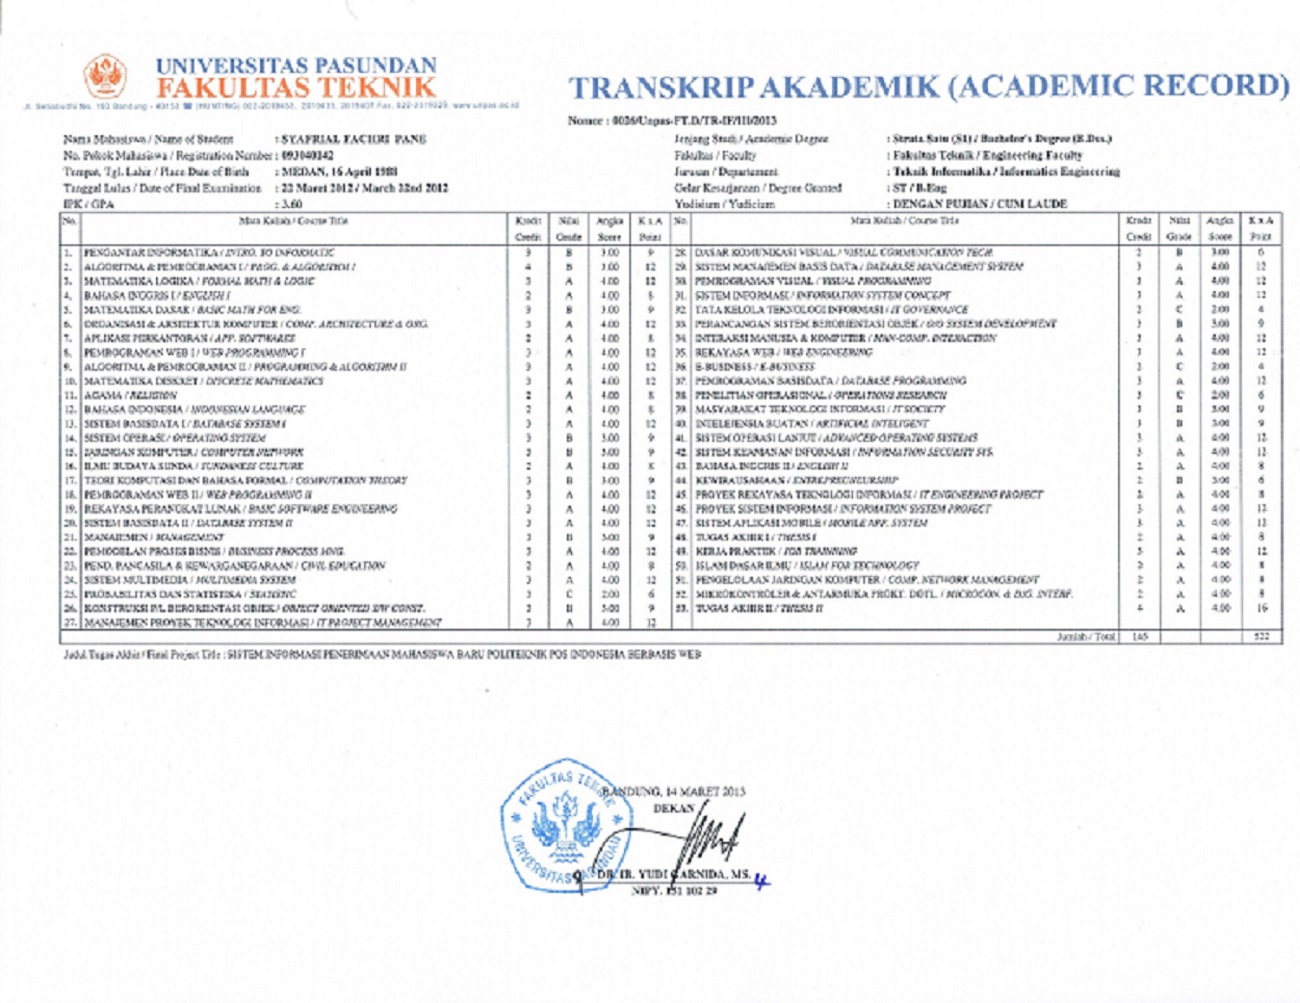 UNIVERSITAS PASUNDAN
FAKULTAS TEKNIK
TRANSKRIP AKADEMIK (ACADEMIC RECORD)
Nomor : 0026/Unpas-FT.D/TR-IF/III/2013
Nama Mahasiswa / Name of Student : SYAFRIAL FACHRI PANE
No. Pokok Mahasiswa / Registration Number : 093040142
Tempat, Tgl. Lahir / Place Date of Birth : MEDAN, 16 April 1988
Tanggal Lulus / Date of Final Examination : 22 Maret 2012 / March 22nd 2012
IPK / GPA : 3.60
Jenjang Studi / Academic Degree : Strata Satu (S1) / Bachelor's Degree
Fakultas / Faculty : Fakultas Teknik / Engineering Faculty
Jurusan / Departement : Teknik Informatika / Informatics Engineering
Gelar Kesarjanaan / Degree Granted : ST / B.Eng
Yudisium / Yudicium : DENGAN PUJIAN / CUM LAUDE
No. Mata Kuliah / Course Title Kredit Credit Nilai Grade Angka Score K x A Point
1. PENGANTAR INFORMATIKA / INTRO. TO INFORMATIC 3 B 3.00 9
2. ALGORITMA & PEMROGRAMAN I / PROG. & ALGORITHM I 4 B 3.00 12
3. MATEMATIKA LOGIKA / FORMAL MATH & LOGIC 3 A 4.00 12
4. BAHASA INGGRIS I / ENGLISH I 2 A 4.00 8
5. MATEMATIKA DASAR / BASIC MATH FOR ENG. 3 B 3.00 9
6. ORGANISASI & ARSITEKTUR KOMPUTER / COMP. ARCHITECTURE & ORG. 3 A 4.00 12
7. APLIKASI PERKANTORAN / APP. SOFTWARES 2 A 4.00 8
8. PEMROGRAMAN WEB I / WEB PROGRAMMING I 3 A 4.00 12
9. ALGORITMA & PEMROGRAMAN II / PROGRAMMING & ALGORITHM II 3 A 4.00 12
10. MATEMATIKA DISKRET / DISCRETE MATHEMATICS 3 A 4.00 12
11. AGAMA / RELIGION 2 A 4.00 8
12. BAHASA INDONESIA / INDONESIAN LANGUAGE 2 A 4.00 8
13. SISTEM BASISDATA I / DATABASE SYSTEM I 3 A 4.00 12
14. SISTEM OPERASI / OPERATING SYSTEM 3 B 3.00 9
15. JARINGAN KOMPUTER / COMPUTER NETWORK 3 B 3.00 9
16. ILMU BUDAYA SUNDA / SUNDANESS CULTURE 2 A 4.00 8
17. TEORI KOMPUTASI DAN BAHASA FORMAL / COMPUTATION THEORY 3 B 3.00 9
18. PEMROGRAMAN WEB II / WEB PROGRAMMING II 3 A 4.00 12
19. REKAYASA PERANGKAT LUNAK / BASIC SOFTWARE ENGINEERING 3 A 4.00 12
20. SISTEM BASISDATA II / DATABASE SYSTEM II 3 A 4.00 12
21. MANAJEMEN / MANAGEMENT 3 B 3.00 9
22. PEMODELAN PROSES BISNIS / BUSINESS PROCESS MNG. 3 A 4.00 12
23. PEND. PANCASILA & KEWARGANEGARAAN / CIVIL EDUCATION 2 A 4.00 8
24. SISTEM MULTIMEDIA / MULTIMEDIA SYSTEM 3 A 4.00 12
25. PROBABILITAS DAN STATISTIKA / STATISTIC 3 C 2.00 6
26. KONSTRUKSI P/L BERORIENTASI OBJEK / OBJECT ORIENTED S/W CONST. 3 B 3.00 9
27. MANAJEMEN PROYEK TEKNOLOGI INFORMASI / IT PROJECT MANAGEMENT 3 A 4.00 12
No. Mata Kuliah / Course Title Kredit Credit Nilai Grade Angka Score K x A Point
28. DASAR KOMUNIKASI VISUAL / VISUAL COMMUNICATION TECH. 2 B 3.00 6
29. SISTEM MANAJEMEN BASIS DATA / DATABASE MANAGEMENT SYSTEM 3 A 4.00 12
30. PEMROGRAMAN VISUAL / VISUAL PROGRAMMING 3 A 4.00 12
31. SISTEM INFORMASI / INFORMATION SYSTEM CONCEPT 3 A 4.00 12
32. TATA KELOLA TEKNOLOGI INFORMASI / IT GOVERNANCE 2 C 2.00 4
33. PERANCANGAN SISTEM BERORIENTASI OBJEK / O/O SYSTEM DEVELOPMENT 3 B 3.00 9
34. INTERAKSI MANUSIA & KOMPUTER / MAN-COMP. INTERACTION 3 A 4.00 12
35. REKAYASA WEB / WEB ENGINEERING 3 A 4.00 12
36. E-BUSINESS / E-BUSINESS 2 C 2.00 4
37. PEMROGRAMAN BASISDATA / DATABASE PROGRAMMING 3 A 4.00 12
38. PENELITIAN OPERASIONAL / OPERATIONS RESEARCH 3 C 2.00 6
39. MASYARAKAT TEKNOLOGI INFORMASI / IT SOCIETY 3 B 3.00 9
40. INTELEJENSIA BUATAN / ARTIFICIAL INTELIGENT 3 B 3.00 9
41. SISTEM OPERASI LANJUT / ADVANCED OPERATING SYSTEMS 3 A 4.00 12
42. SISTEM KEAMANAN INFORMASI / INFORMATION SECURITY SYS. 3 A 4.00 12
43. BAHASA INGGRIS II / ENGLISH II 2 A 4.00 8
44. KEWIRAUSAHAAN / ENTREPRENEURSHIP 2 B 3.00 6
45. PROYEK REKAYASA TEKNOLOGI INFORMASI / IT ENGINEERING PROJECT 2 A 4.00 8
46. PROYEK SISTEM INFORMASI / INFORMATION SYSTEM PROJECT 3 A 4.00 12
47. SISTEM APLIKASI MOBILE / MOBILE APP. SYSTEM 3 A 4.00 12
48. TUGAS AKHIR I / THESIS I 2 A 4.00 8
49. KERJA PRAKTEK / JOB TRAINNING 3 A 4.00 12
50. ISLAM DASAR ILMU / ISLAM FOR TECHNOLOGY 2 A 4.00 8
51. PENGELOLAAN JARINGAN KOMPUTER / COMP. NETWORK MANAGEMENT 2 A 4.00 8
52. MIKROKONTROLER & ANTARMUKA / MICROCON. & DIG. INTERF. 2 A 4.00 8
53. TUGAS AKHIR II / THESIS II 4 A 4.00 16
Jumlah / Total 145 522
Judul Tugas Akhir / Final Project Title : SISTEM INFORMASI PENERIMAAN MAHASISWA BARU POLITEKNIK POS INDONESIA BERBASIS WEB
FAKULTAS TEKNIK
UNIVERSITAS PASUNDAN
BANDUNG, 14 MARET 2013
DEKAN
DR. IR. YUDI GARNIDA, MS.
NIPY. 151 102 29